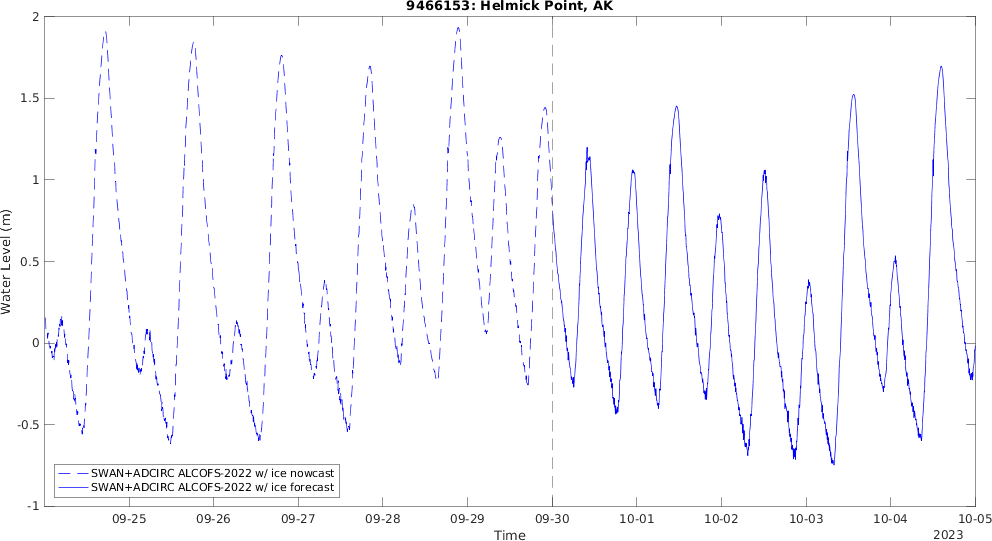 9466153: Helmick Point, AK
2
1.5
1
0.5
0
-0.5
-1
Water Level (m)
SWAN+ADCIRC ALCOFS-2022 w/ ice nowcast
SWAN+ADCIRC ALCOFS-2022 w/ ice forecast
09-25 09-26 09-27 09-28 09-29 09-30 10-01 10-02 10-03 10-04 10-05
Time
2023